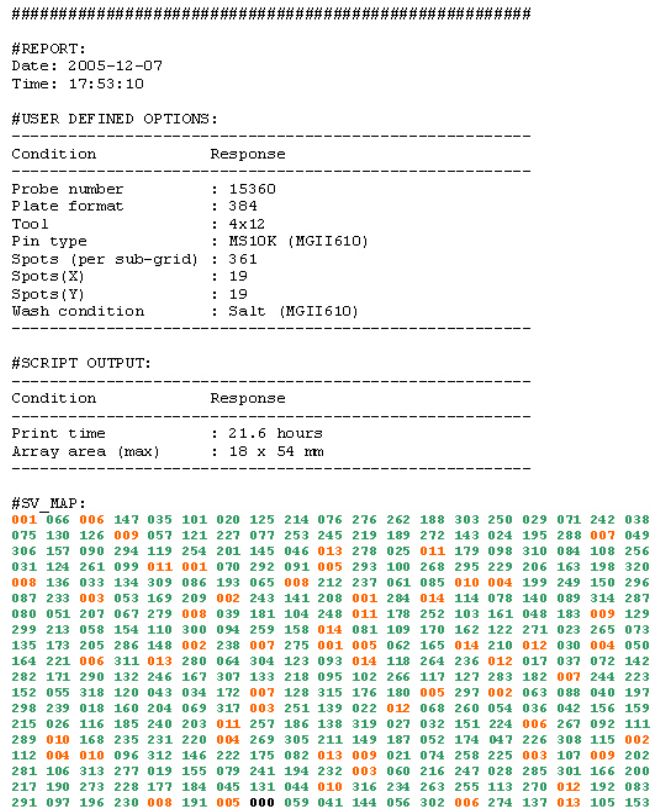 ########################################################
#REPORT:
Date: 2005-12-07
Time: 17:53:10
#USER DEFINED OPTIONS:
--------------------------------------------------------
Condition Response
--------------------------------------------------------
Probe number : 15360
Plate format : 384
Tool : 4x12
Pin type : MS10K (MGII610)
Spots (per sub-grid) : 361
Spots(X) : 19
Spots(Y) : 19
Wash condition : Salt (MGII610)
--------------------------------------------------------
#SCRIPT OUTPUT:
--------------------------------------------------------
Condition Response
--------------------------------------------------------
Print time : 21.6 hours
Array area (max) : 18 x 54 mm
--------------------------------------------------------
#SV_MAP:
001 066 006 147 035 101 020 125 214 076 276 262 188 303 250 029 071 242 038
075 130 126 009 057 121 227 077 253 245 219 189 272 143 024 195 288 007 049
306 157 090 294 119 254 201 145 046 013 278 025 011 179 098 310 084 108 256
031 124 261 099 011 001 070 292 091 005 293 100 268 295 229 206 163 198 320
008 136 033 134 309 086 193 065 008 212 237 061 085 010 004 199 249 150 296
087 233 003 053 169 209 002 243 141 208 001 284 014 114 078 140 089 314 287
080 051 207 067 279 008 039 181 104 248 011 178 252 103 161 048 183 009 129
299 213 058 154 110 300 094 259 158 014 081 109 170 162 122 271 023 265 073
135 173 205 286 148 002 238 007 275 001 005 062 165 014 210 012 030 004 050
164 221 006 311 013 280 064 304 123 093 014 118 264 236 012 017 037 072 142
282 171 290 132 246 167 307 133 218 095 102 266 117 127 283 182 007 244 223
152 055 318 120 043 034 172 007 128 315 176 180 005 297 002 063 088 040 197
298 239 018 160 204 069 317 003 251 139 022 012 068 260 054 036 042 156 159
215 026 116 185 240 203 011 257 186 138 319 027 032 151 224 006 267 092 111
289 010 168 235 231 220 004 269 305 211 149 187 052 174 047 226 308 115 002
112 004 010 096 312 146 222 175 082 013 009 021 074 258 225 003 107 009 202
281 106 313 277 019 155 079 241 194 232 003 060 216 247 028 285 301 166 200
217 190 273 228 177 184 045 131 044 010 316 234 263 255 113 270 012 192 083
291 097 196 230 008 191 005 000 059 041 144 056 302 006 274 137 013 105 153